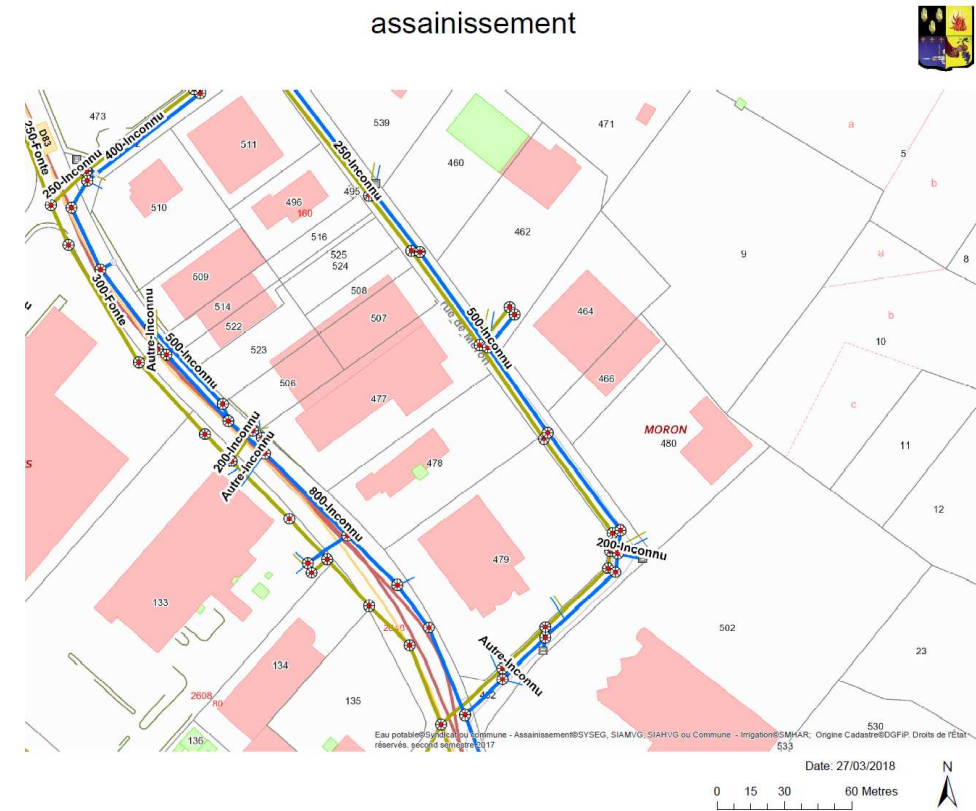 assainissement
473
539
471
5
a
D83
250-Fonte
400-Inconnu
250-Inconnu
511
250-Inconnu
460
b
510
496
495
160
516
462
9
a
8
525
524
509
508
514
507
464
b
300-Fonte
Autre-Inconnu
522
500-Inconnu
523
rue_de_Moron
500-Inconnu
10
506
477
466
c
MORON
480
11
200-Inconnu
Autre-Inconnu
478
S
800-Inconnu
12
200-Inconnu
479
133
502
23
134
Autre-Inconnu
2608
80
135
136
530
533
Eau potable©Syndicat ou commune - Assainissement©SYSEG, SIAMVG, SIAHVG ou Commune - Irrigation©SMHAR; Origine Cadastre©DGFiP. Droits de l'État
réservés. second semestre 2017
Date: 27/03/2018
N
0 15 30 60 Metres